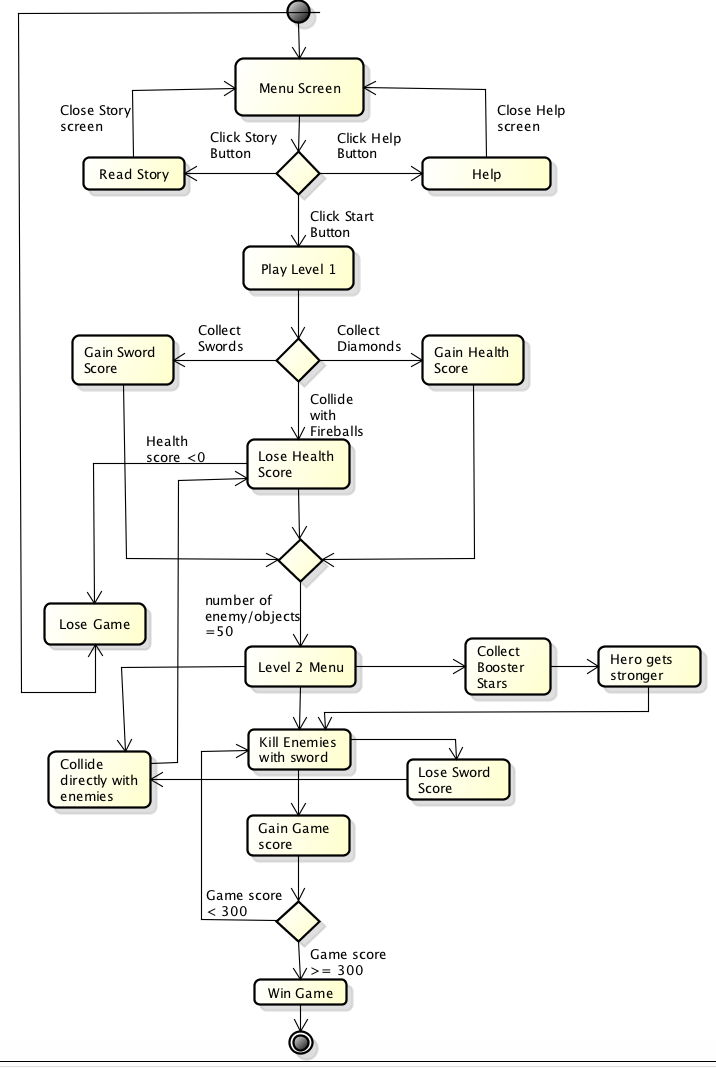 Menu Screen
Close Story
screen
Close Help
screen
Click Story
Button
Click Help
Button
Read Story
Help
Click Start
Button
Play Level 1
Collect
Swords
Collect
Diamonds
Gain Sword
Score
Gain Health
Score
Collide
with
Fireballs
Health
score <0
Lose Health
Score
number of
enemy/objects
=50
Lose Game
Level 2 Menu
Collect
Booster
Stars
Hero gets
stronger
Kill Enemies
with sword
Collide
directly with
enemies
Lose Sword
Score
Gain Game
score
Game score
< 300
Game score
>= 300
Win Game